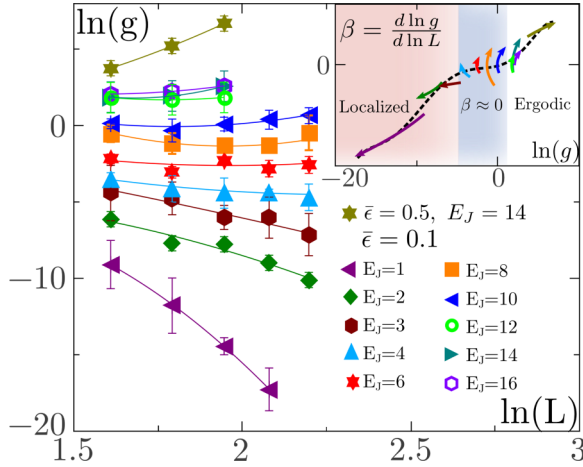 ln(g)
5
0
−5
−10
−20
1.5
2
2.5
3
ln(L)
β = d ln g / d ln L
0
Localized
β ≈ 0
Ergodic
−20
0
ln(g)
ε̄ = 0.5, E_J = 14
ε̄ = 0.1
E_J=1
E_J=8
E_J=2
E_J=10
E_J=3
E_J=12
E_J=4
E_J=14
E_J=6
E_J=16